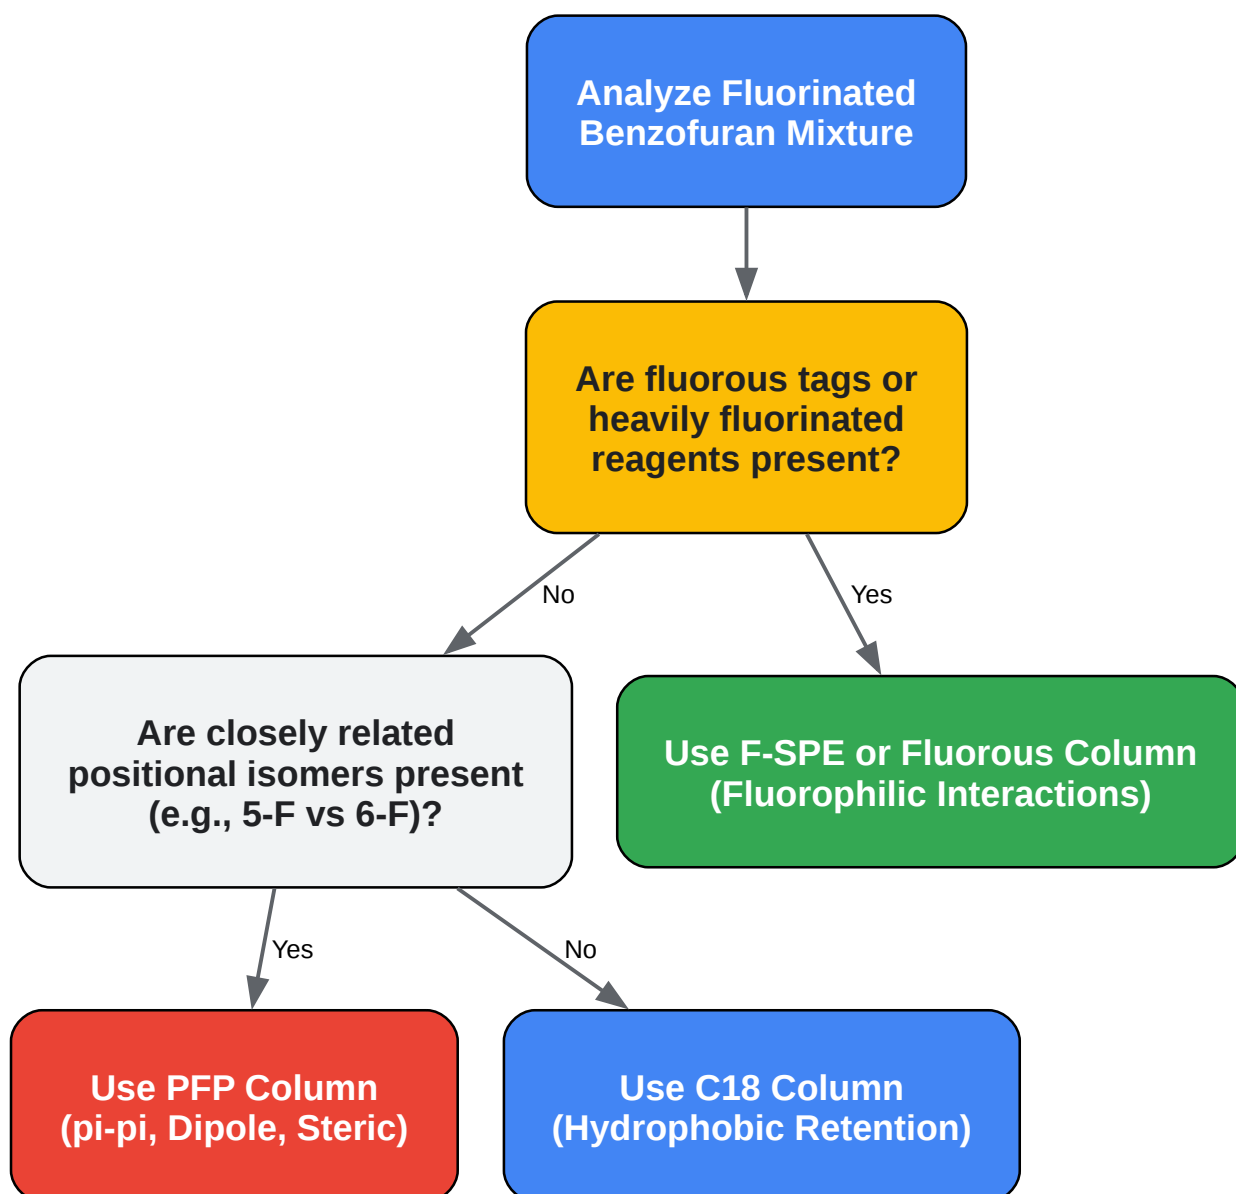 Analyze Fluorinated
Benzofuran Mixture
Are fluorous tags or
heavily fluorinated
reagents present?
No
Yes
Are closely related
positional isomers present
(e.g., 5-F vs 6-F)?
Use F-SPE or Fluorous Column
(Fluorophilic Interactions)
Yes
No
Use PFP Column
(pi-pi, Dipole, Steric)
Use C18 Column
(Hydrophobic Retention)